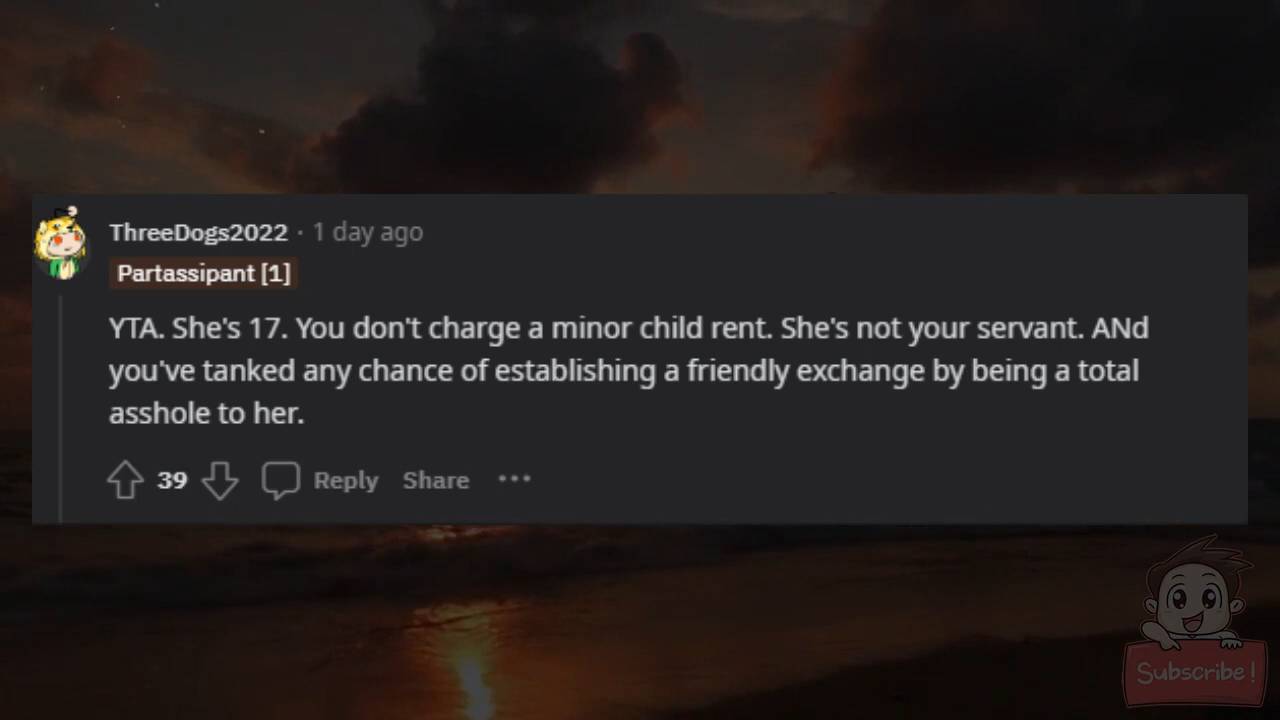 ThreeDogs2022 · 1 day ago
Partassipant [1]
YTA. She's 17. You don't charge a minor child rent. She's not your servant. ANd
you've tanked any chance of establishing a friendly exchange by being a total
asshole to her.
39 Reply Share ···
Subscribe!